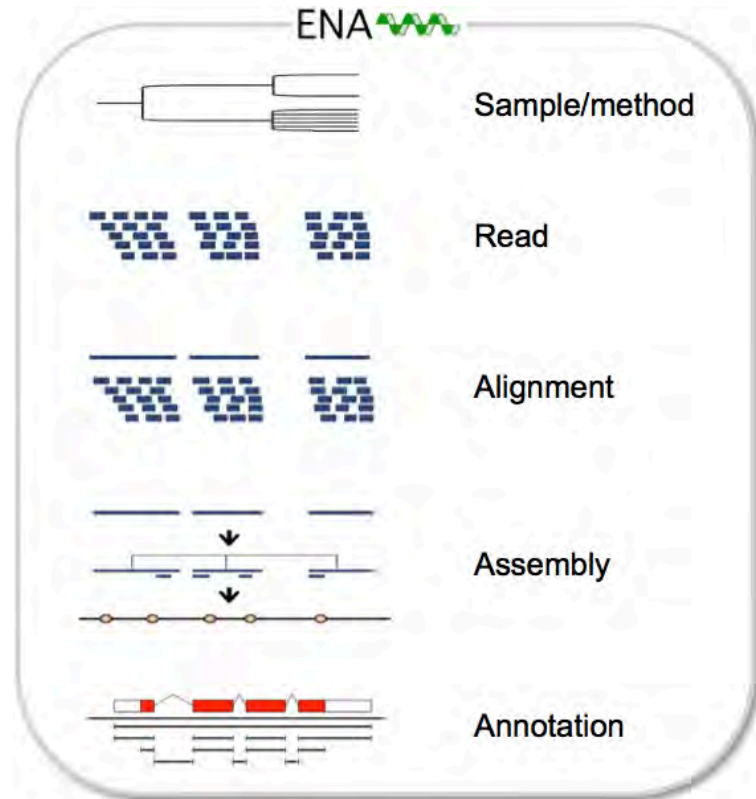 ENA
Sample/method
Read
Alignment
Assembly
Annotation